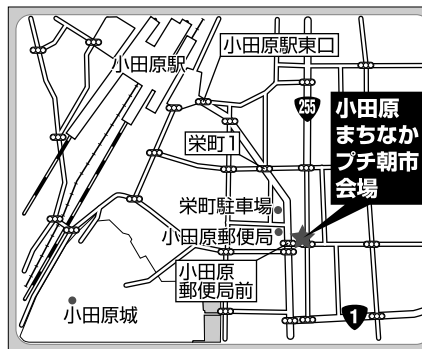 小田原駅東口
小田原駅
255
小田原
まちなか
プチ朝市
会場
栄町1
栄町駐車場
小田原郵便局
小田原
郵便局前
小田原城
1